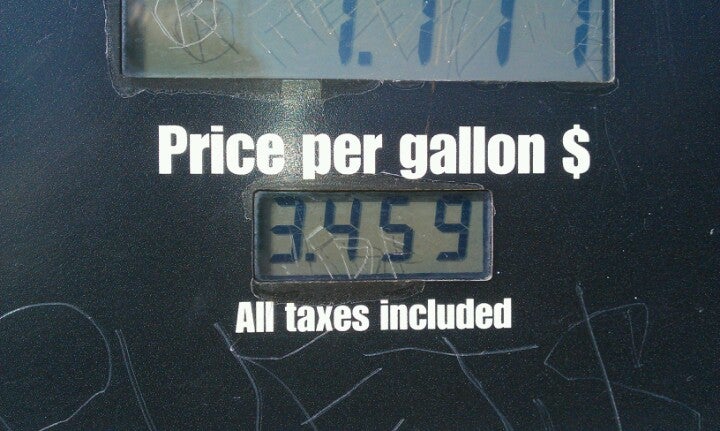 Price per gallon $
3.459
All taxes included